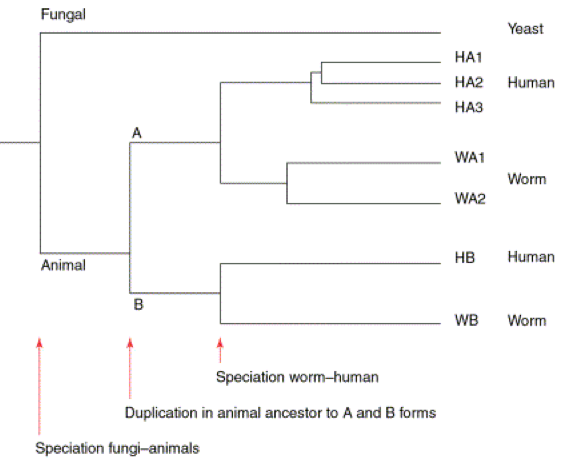 Fungal
Yeast
HA1
HA2 Human
HA3
A
WA1
Worm
WA2
HB Human
Animal
B
WB Worm
Speciation worm–human
Duplication in animal ancestor to A and B forms
Speciation fungi–animals